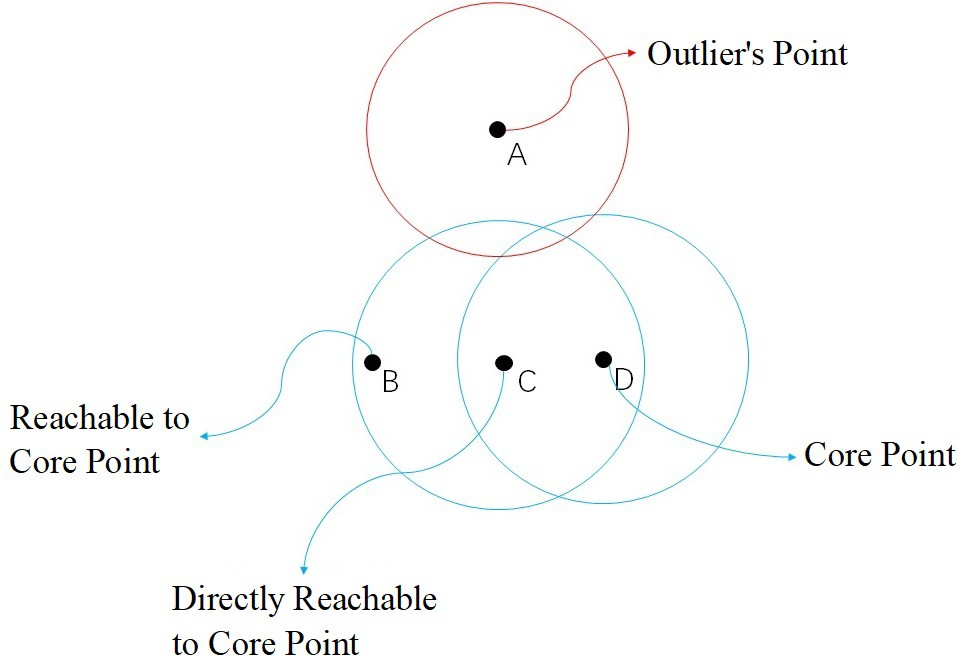 Outlier's Point
A
B
C
D
Reachable to
Core Point
Core Point
Directly Reachable
to Core Point